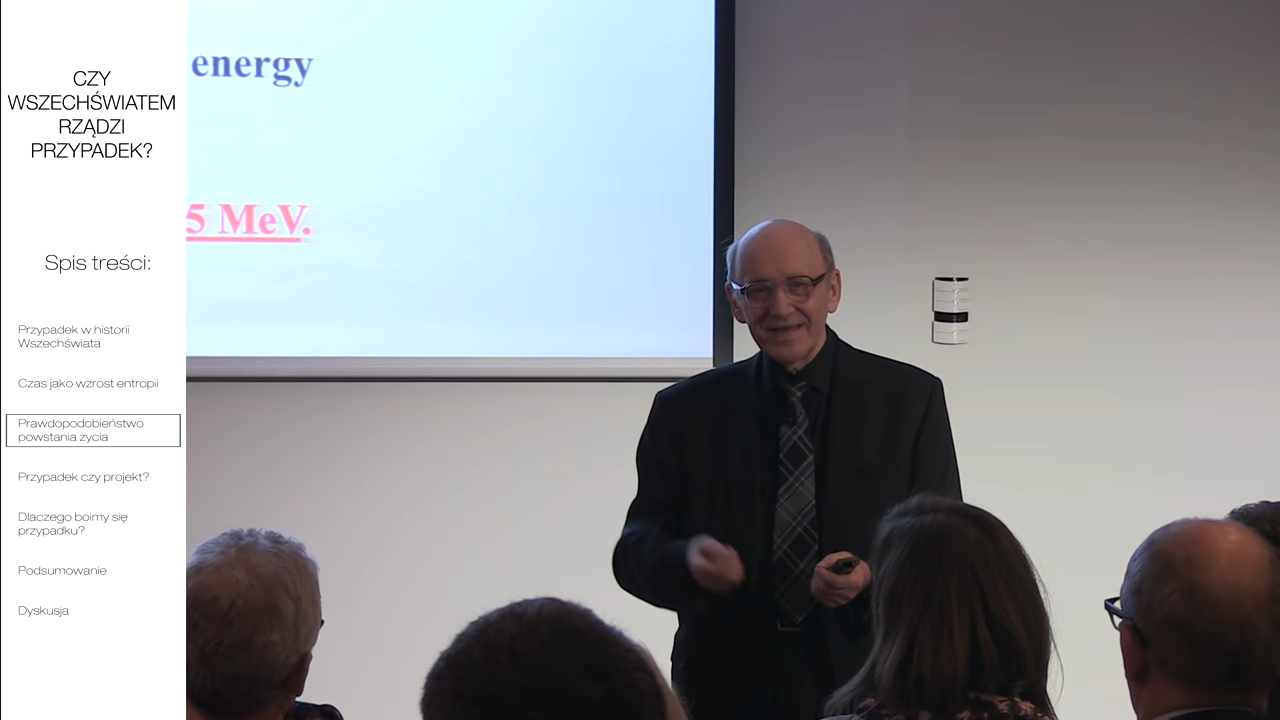 CZY
WSZECHŚWIATEM
RZĄDZI
PRZYPADEK?
Spis treści:
Przypadek w historii
Wszechświata
Czas jako wzrost entropii
Prawdopodobieństwo
powstania życia
Przypadek czy projekt?
Dlaczego boimy się
przypadku?
Podsumowanie
Dyskusja
energy
5 MeV.